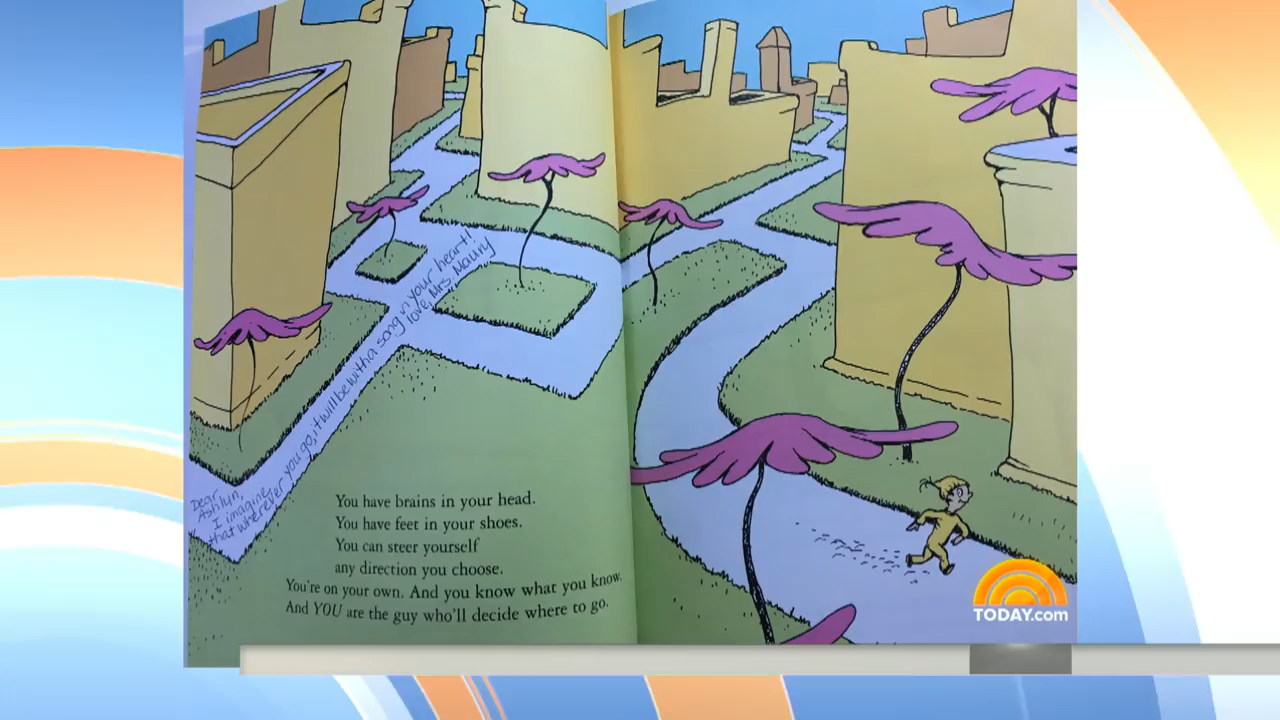 Dear
Ashlun,
I imagine
that wherever you go, it will be with a song in your heart!
love, Mrs. Maury
You have brains in your head.
You have feet in your shoes.
You can steer yourself
any direction you choose.
You're on your own. And you know what you know.
And YOU are the guy who'll decide where to go.
TODAY.com